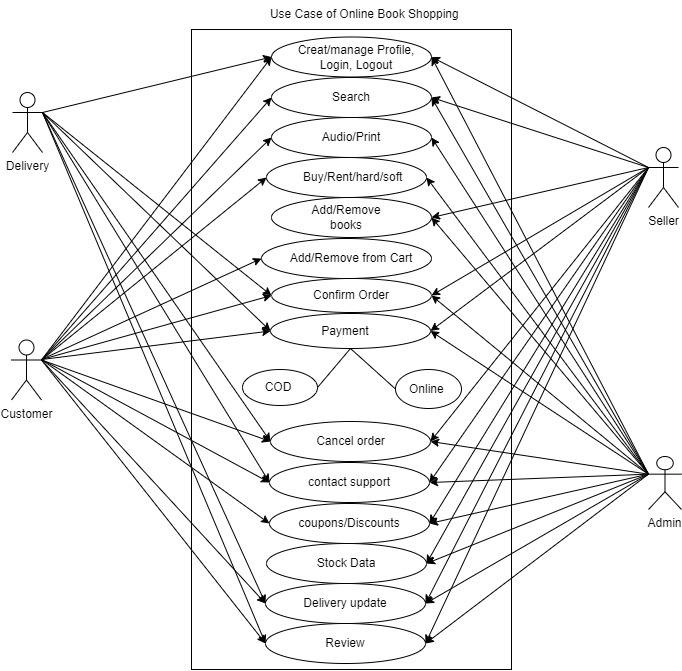 Use Case of Online Book Shopping
Creat/manage Profile,
Login, Logout
Search
Audio/Print
Delivery
Buy/Rent/hard/soft
Add/Remove
books
Seller
Add/Remove from Cart
Confirm Order
Payment
COD
Online
Customer
Cancel order
contact support
coupons/Discounts
Admin
Stock Data
Delivery update
Review